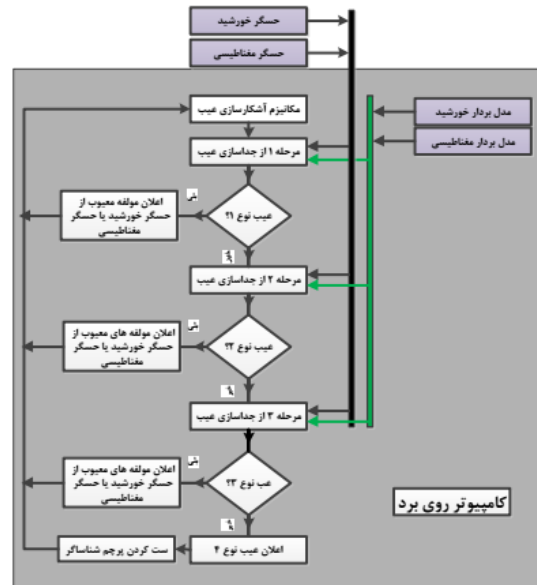 حسگر خورشید
حسگر مغناطیسی
مدل بردار خورشید
مدل بردار مغناطیسی
مکانیزم آشکارسازی عیب
مرحله ۱ از جداسازی عیب
عیب نوع ۱؟
بلی
اعلان مولفه معیوب از
حسگر خورشید یا حسگر
مغناطیسی
خیر
مرحله ۲ از جداسازی عیب
عیب نوع ۲؟
بلی
اعلان مولفه های معیوب از
حسگر خورشید یا حسگر
مغناطیسی
خیر
مرحله ۳ از جداسازی عیب
عب نوع ۳؟
بلی
اعلان مولفه های معیوب از
حسگر خورشید یا حسگر
مغناطیسی
خیر
اعلان عیب نوع ۴
ست کردن پرچم شناساگر
کامپیوتر روی برد